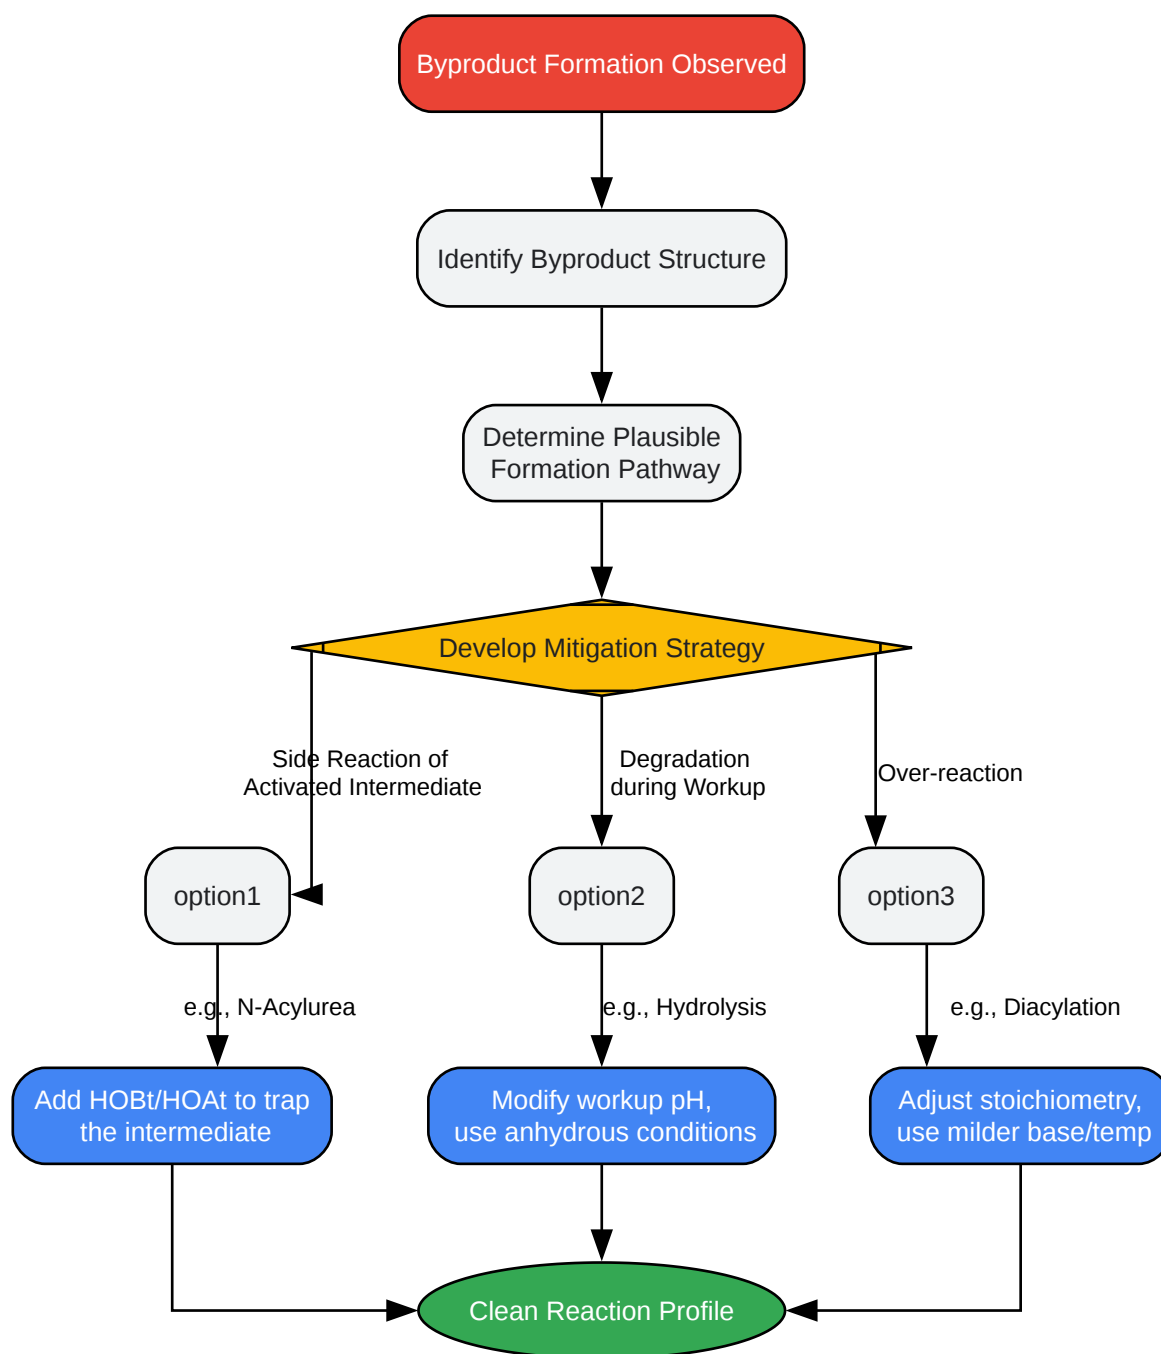 Byproduct Formation Observed
Identify Byproduct Structure
Determine Plausible
Formation Pathway
Develop Mitigation Strategy
Side Reaction of
Activated Intermediate
Degradation
during Workup
Over-reaction
option1
option2
option3
e.g., N-Acylurea
e.g., Hydrolysis
e.g., Diacylation
Add HOBt/HOAt to trap
the intermediate
Modify workup pH,
use anhydrous conditions
Adjust stoichiometry,
use milder base/temp
Clean Reaction Profile